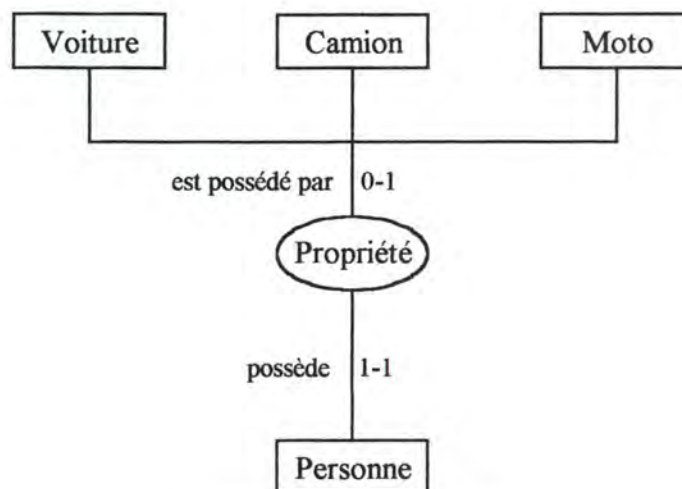 Voiture Camion Moto
est possédé par 0-1
Propriété
possède 1-1
Personne